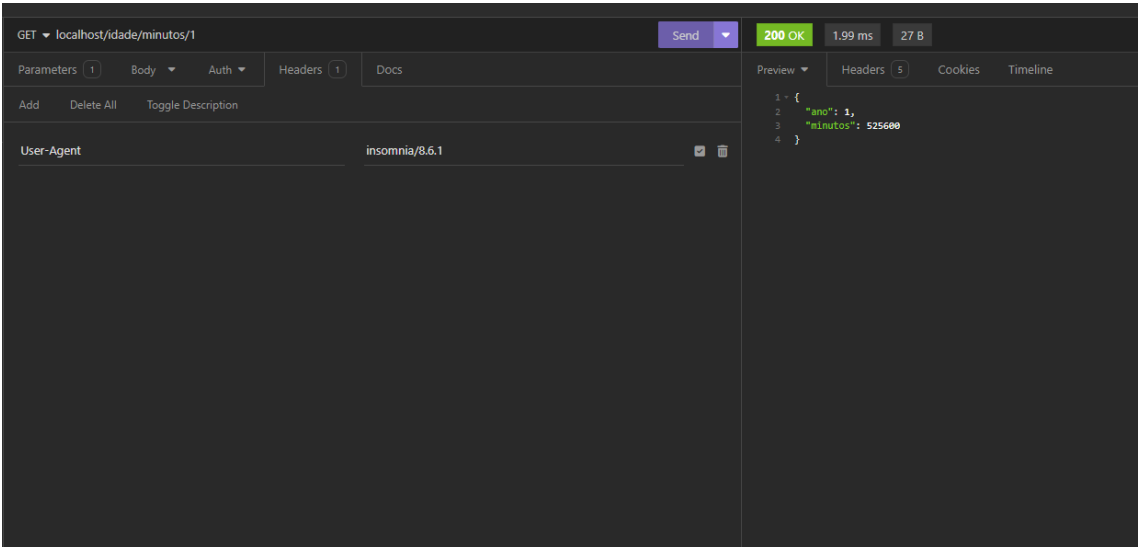 GET localhost/idade/minutos/1 Send 200 OK 1.99 ms 27 B
Parameters 1 Body Auth Headers 1 Docs Preview Headers 5 Cookies Timeline
Add Delete All Toggle Description
User-Agent insomnia/8.6.1
1 {
2 "ano": 1,
3 "minutos": 525600
4 }